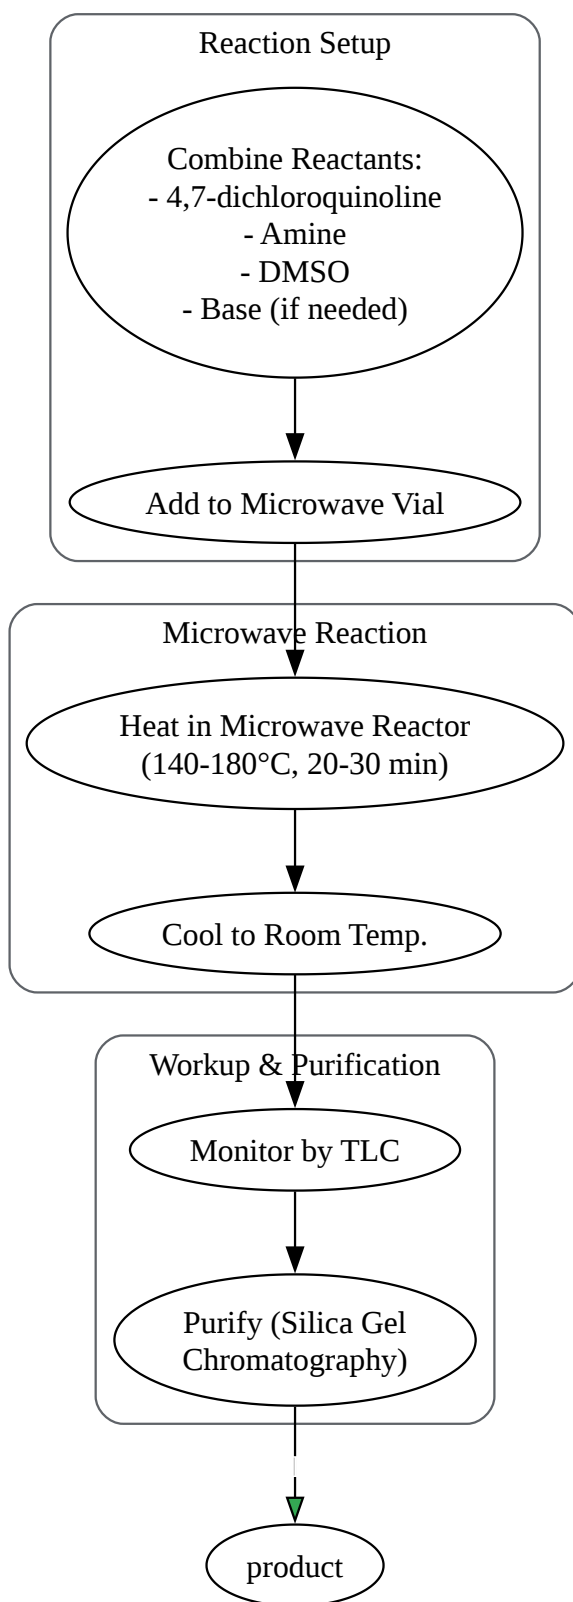 Reaction Setup
Combine Reactants:
- 4,7-dichloroquinoline
- Amine
- DMSO
- Base (if needed)
Add to Microwave Vial
Microwave Reaction
Heat in Microwave Reactor
(140-180°C, 20-30 min)
Cool to Room Temp.
Workup & Purification
Monitor by TLC
Purify (Silica Gel
Chromatography)
product